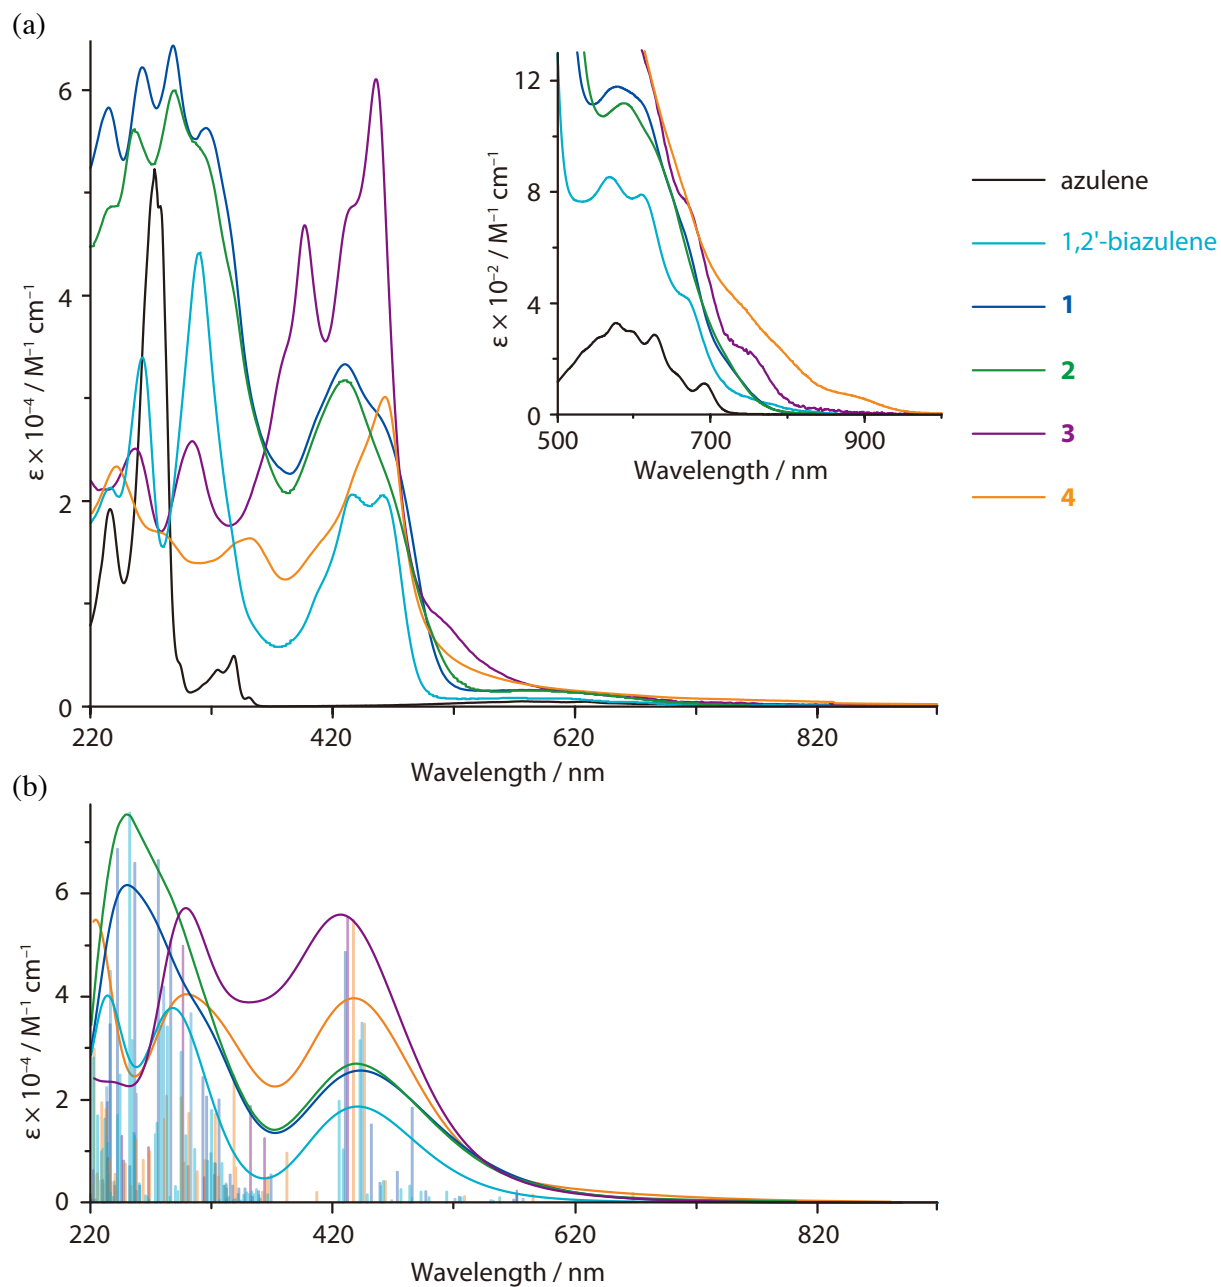 (a)
6
4
2
0
220
420
620
820
ε × 10⁻⁴ / M⁻¹ cm⁻¹
Wavelength / nm
12
8
4
0
500
700
900
ε × 10⁻² / M⁻¹ cm⁻¹
Wavelength / nm
azulene
1,2'-biazulene
1
2
3
4
(b)
6
4
2
0
220
420
620
820
ε × 10⁻⁴ / M⁻¹ cm⁻¹
Wavelength / nm